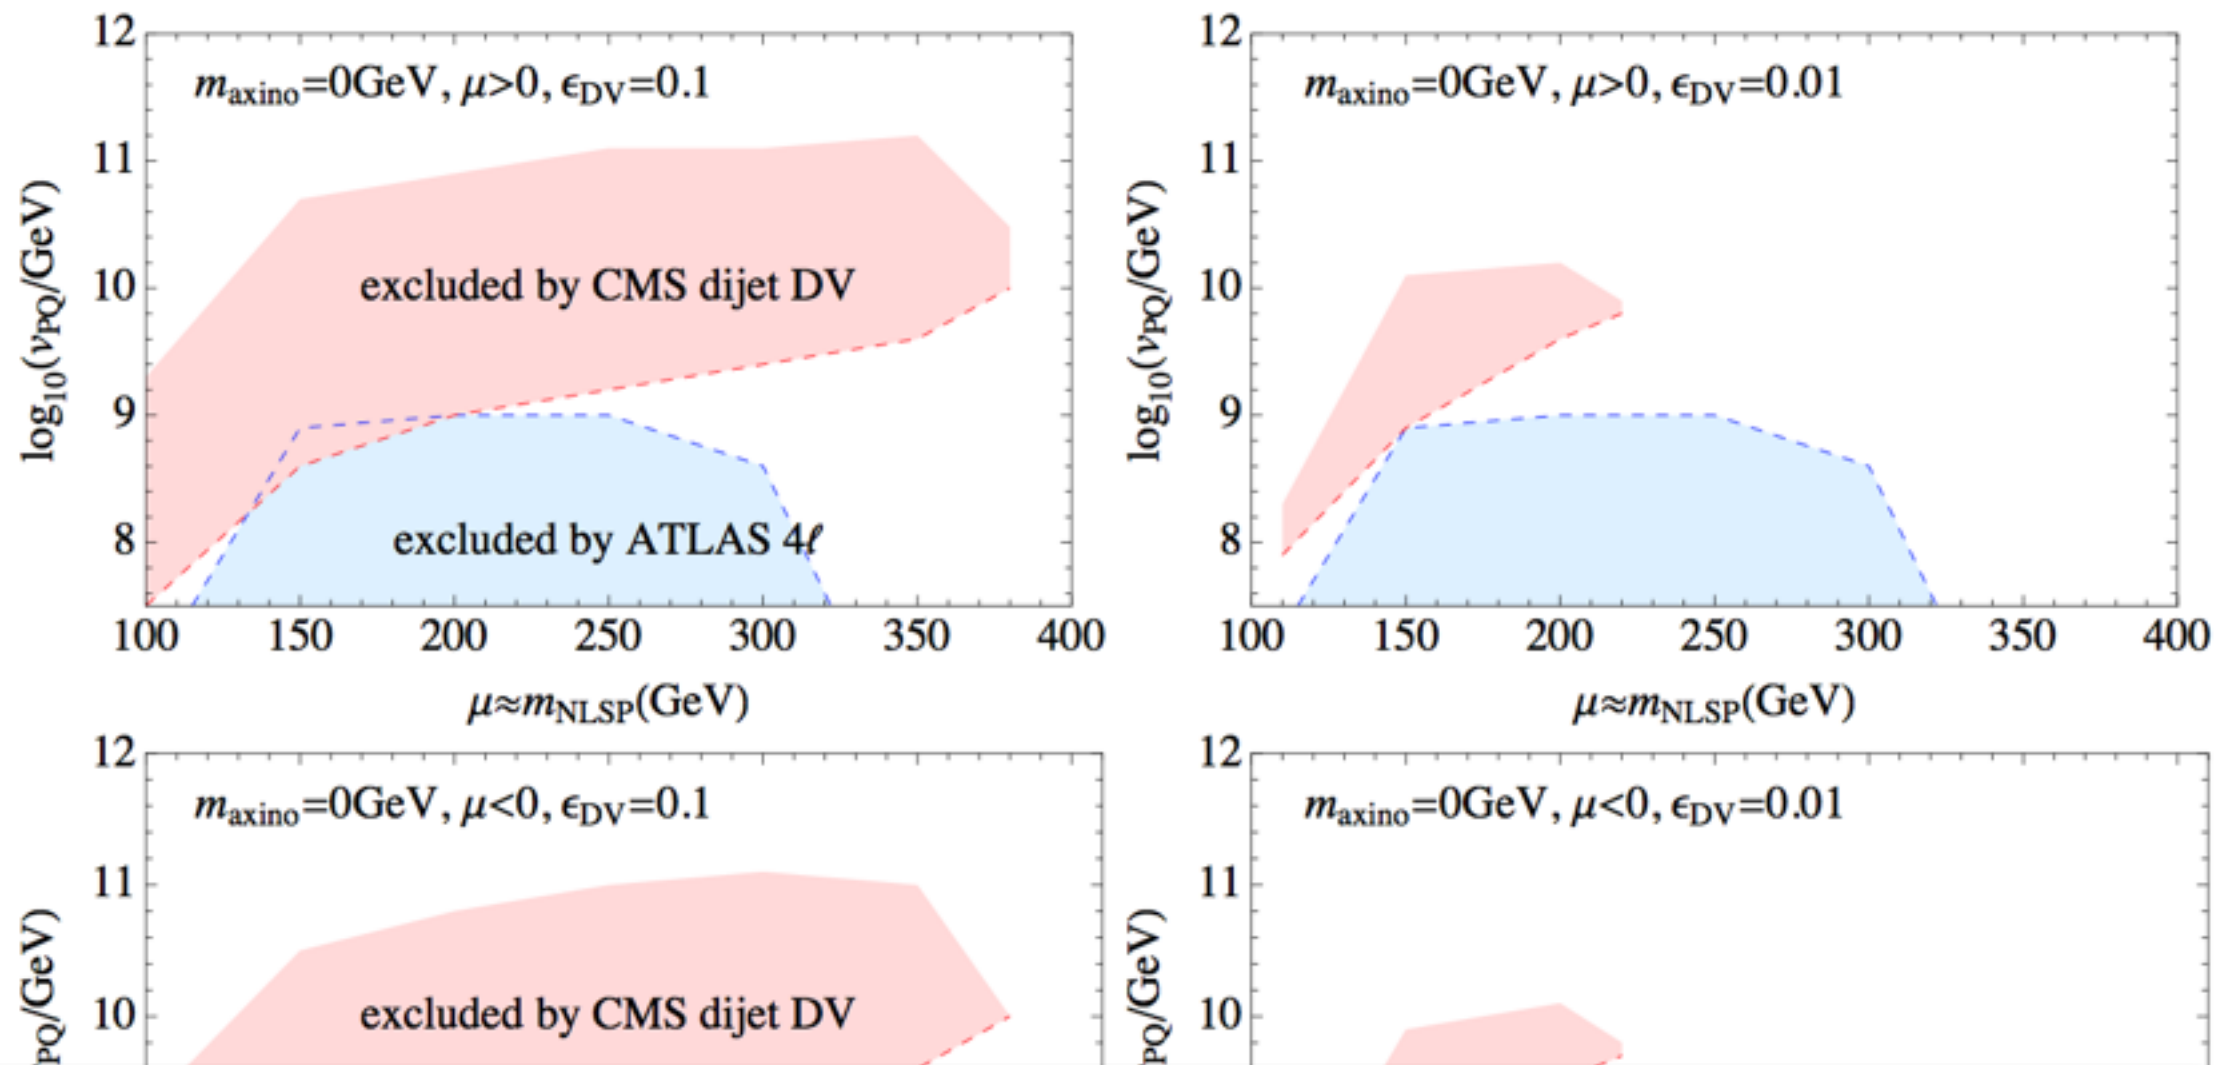 12
11
10
9
8
log₁₀(v_PQ/GeV)
m_axino=0GeV, μ>0, ϵ_DV=0.1
excluded by CMS dijet DV
excluded by ATLAS 4ℓ
100 150 200 250 300 350 400
μ≈m_NLSP(GeV)
12
11
10
9
8
log₁₀(v_PQ/GeV)
m_axino=0GeV, μ>0, ϵ_DV=0.01
100 150 200 250 300 350 400
μ≈m_NLSP(GeV)
12
11
10
PQ/GeV)
m_axino=0GeV, μ<0, ϵ_DV=0.1
excluded by CMS dijet DV
12
11
10
PQ/GeV)
m_axino=0GeV, μ<0, ϵ_DV=0.01